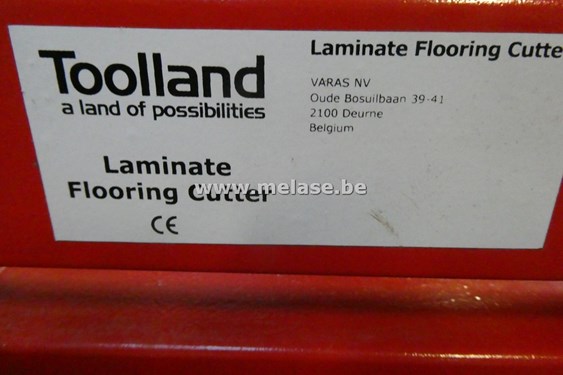 Toolland
a land of possibilities
Laminate
Flooring Cutter
CE
Laminate Flooring Cutte
VARAS NV
Oude Bosuilbaan 39-41
2100 Deurne
Belgium
www.melase.be